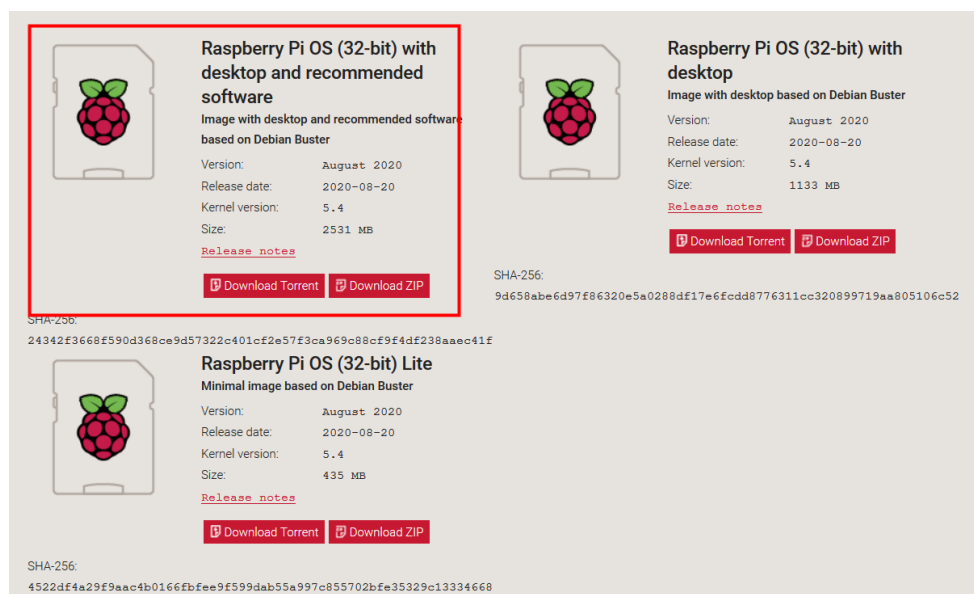 Raspberry Pi OS (32-bit) with
desktop and recommended
software
Image with desktop and recommended software
based on Debian Buster
Version: August 2020
Release date: 2020-08-20
Kernel version: 5.4
Size: 2531 MB
Release notes
Download Torrent Download ZIP
SHA-256:
24342f3668f590d368ce9d57322c401cf2e57f3ca969c88cf9f4df238aaec41f
Raspberry Pi OS (32-bit) with
desktop
Image with desktop based on Debian Buster
Version: August 2020
Release date: 2020-08-20
Kernel version: 5.4
Size: 1133 MB
Release notes
Download Torrent Download ZIP
SHA-256:
9d658abe6d97f86320e5a0288df17e6fcdd8776311cc320899719aa805106c52
Raspberry Pi OS (32-bit) Lite
Minimal image based on Debian Buster
Version: August 2020
Release date: 2020-08-20
Kernel version: 5.4
Size: 435 MB
Release notes
Download Torrent Download ZIP
SHA-256:
4522df4a29f9aac4b0166fbfee9f599dab55a997c855702bfe35329c13334668